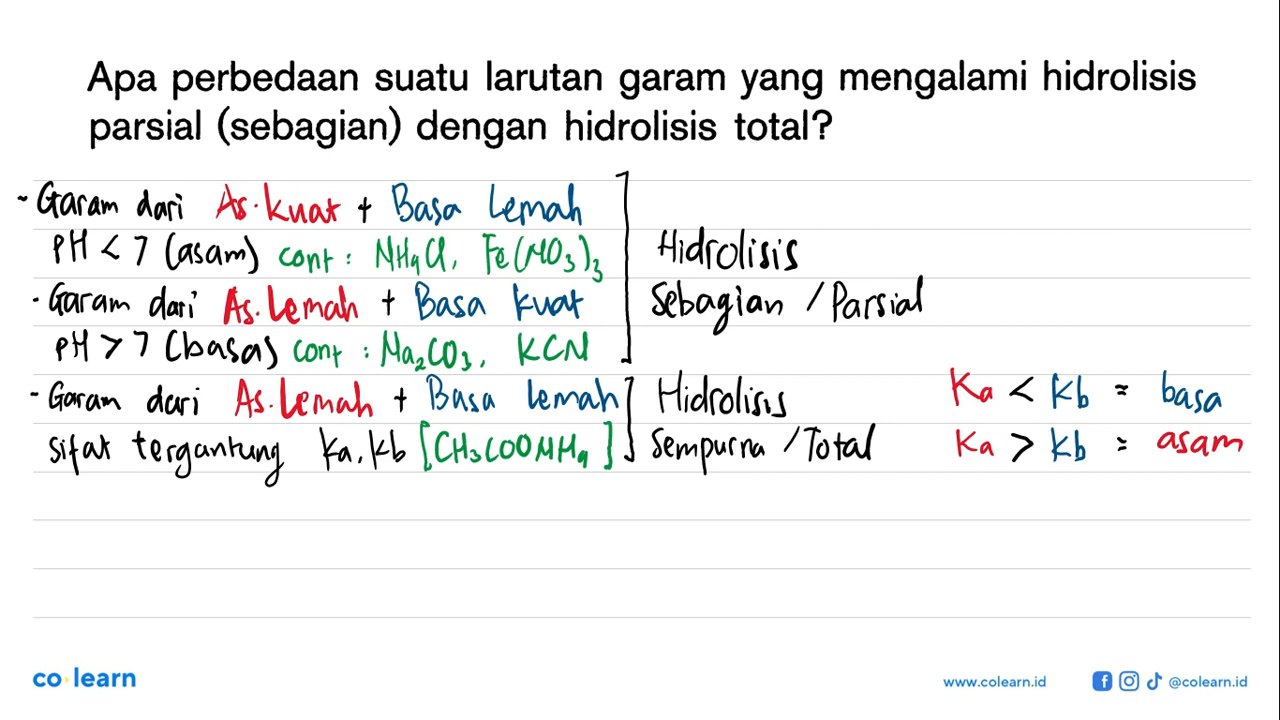 Apa perbedaan suatu larutan garam yang mengalami hidrolisis
parsial (sebagian) dengan hidrolisis total?
- Garam dari As.kuat + Basa Lemah
PH < 7 (asam) cont : NH4Cl, Fe(NO3)3
- Garam dari As.Lemah + Basa kuat
PH > 7 (basa) cont : Na2CO3, KCN
Hidrolisis
Sebagian / Parsial
- Garam dari As.Lemah + Basa lemah
sifat tergantung Ka, Kb [CH3COONH4]
Hidrolisis
Sempurna / Total
Ka < Kb = basa
Ka > Kb = asam
co learn
www.colearn.id
@colearn.id